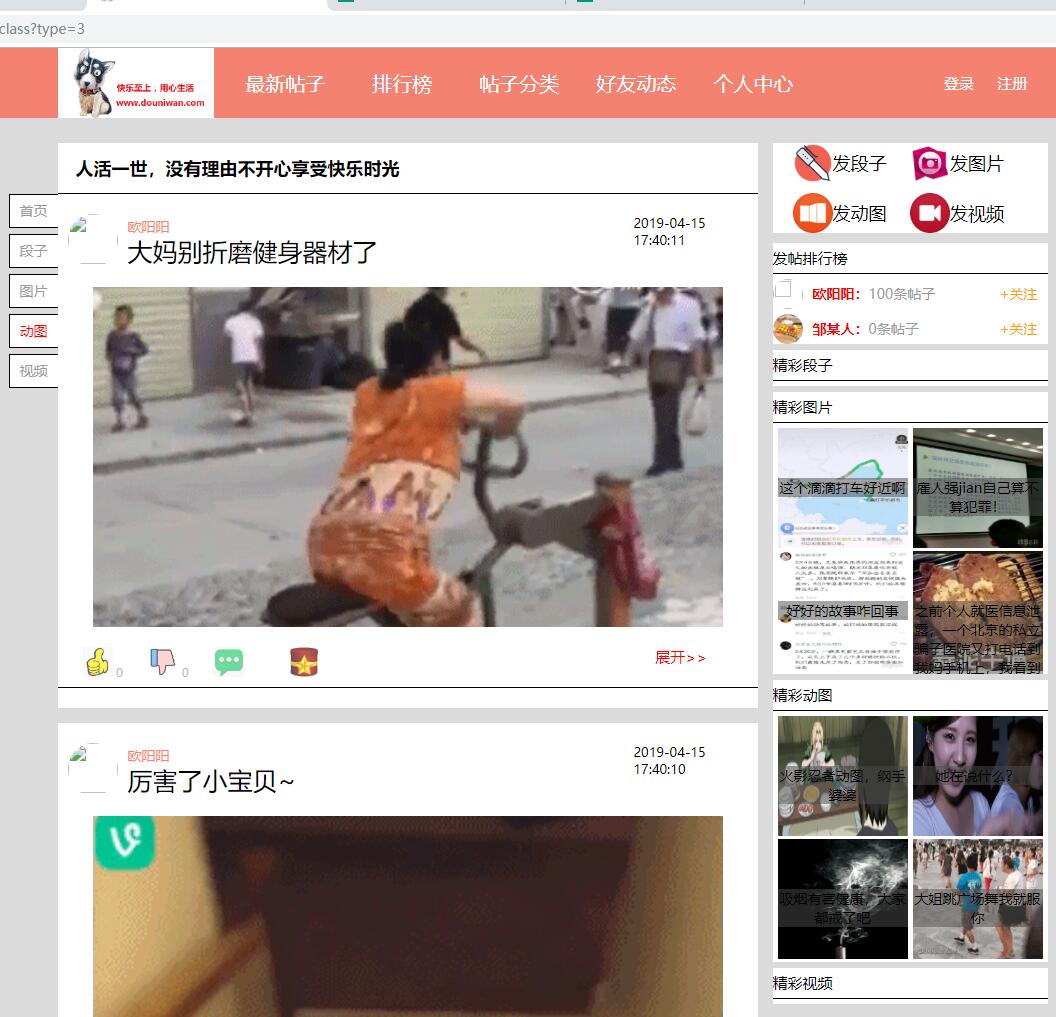 class?type=3
快乐至上，用心生活
www.douniwan.com
最新帖子 排行榜 帖子分类 好友动态 个人中心
登录 注册
人活一世，没有理由不开心享受快乐时光
首页
段子
图片
动图
视频
欧阳阳
大妈别折磨健身器材了
2019-04-15
17:40:11
0
0
展开>>
欧阳阳
厉害了小宝贝~
2019-04-15
17:40:10
发段子 发图片
发动图 发视频
发帖排行榜
欧阳阳：100条帖子 +关注
邹某人：0条帖子 +关注
精彩段子
精彩图片
这个滴滴打车好近啊
雇人强jian自己算不
算犯罪！
好好的故事咋回事
之前个人就医信息泄
露，一个北京的私立
骗子医院又打电话到
我妈手机上，我看到
精彩动图
火影忍者动图，纲手
婆婆
她在说什么？
吸烟有害健康，大家
都戒了吧
大姐跳广场舞我就服
你
精彩视频